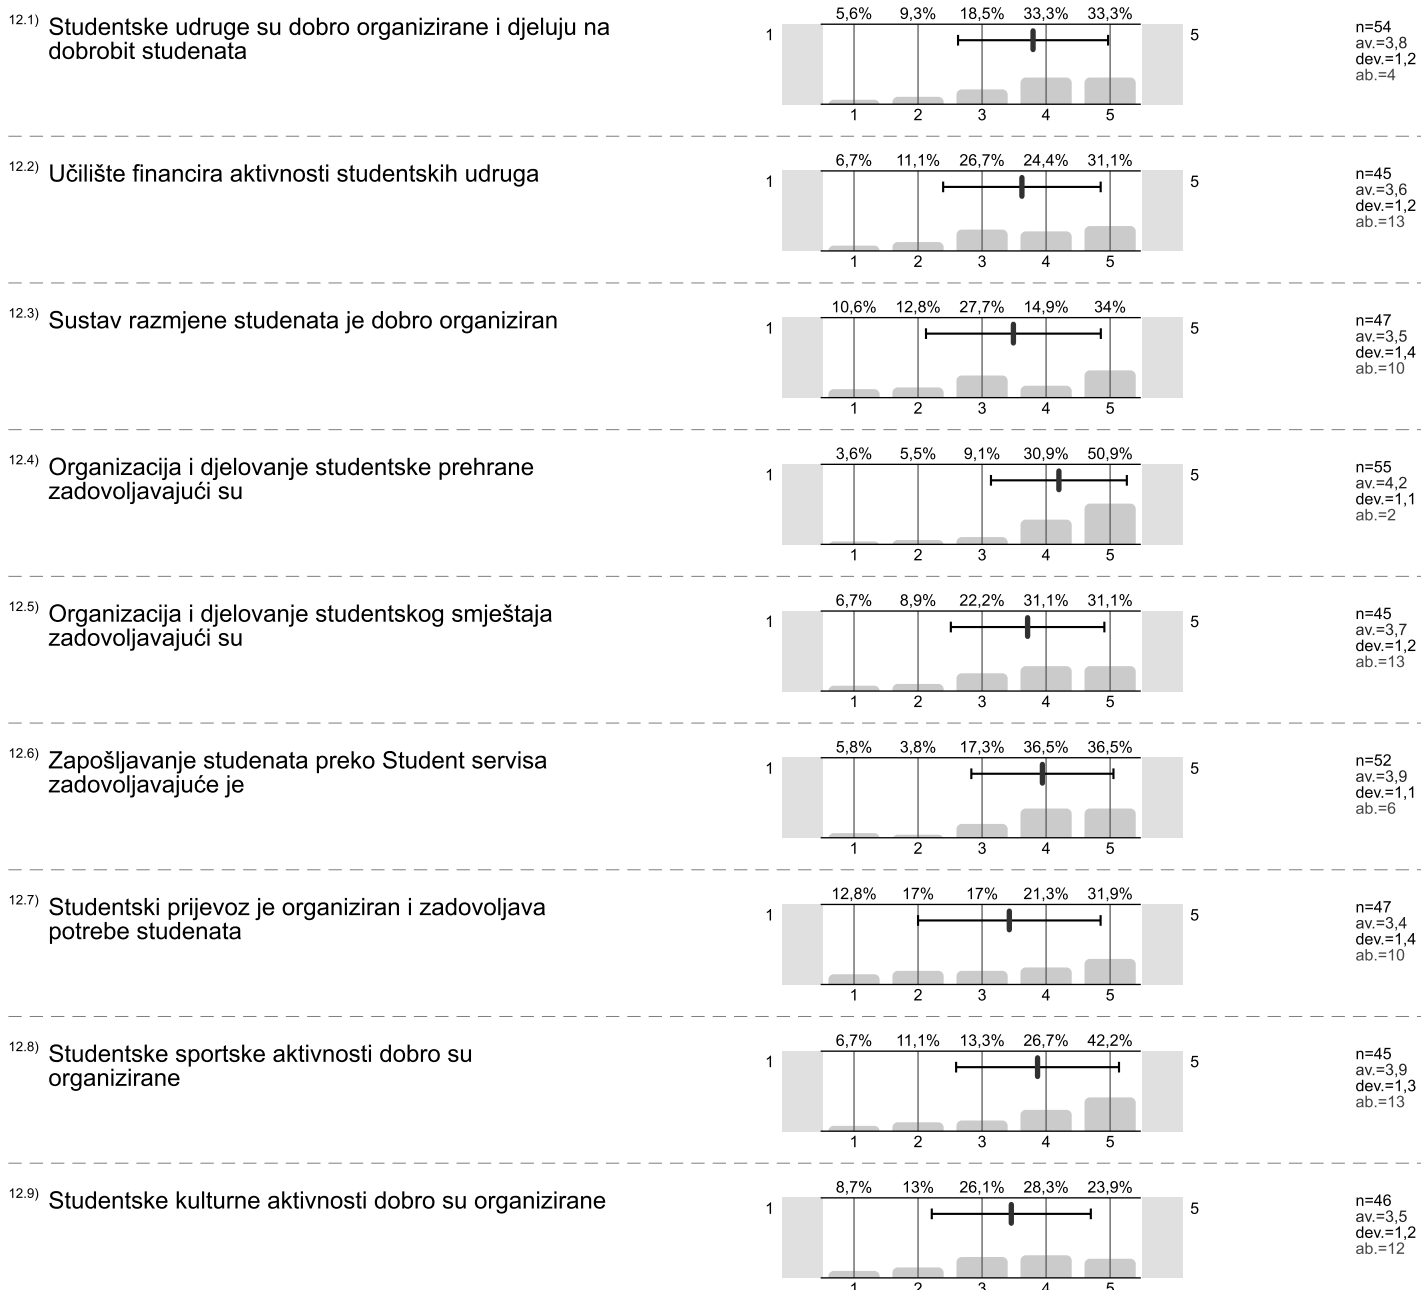 12.1) Studentske udruge su dobro organizirane i djeluju na
dobrobit studenata
5,6% 9,3% 18,5% 33,3% 33,3%
1 5
1 2 3 4 5
n=54
av.=3,8
dev.=1,2
ab.=4
12.2) Učilište financira aktivnosti studentskih udruga
6,7% 11,1% 26,7% 24,4% 31,1%
1 5
1 2 3 4 5
n=45
av.=3,6
dev.=1,2
ab.=13
12.3) Sustav razmjene studenata je dobro organiziran
10,6% 12,8% 27,7% 14,9% 34%
1 5
1 2 3 4 5
n=47
av.=3,5
dev.=1,4
ab.=10
12.4) Organizacija i djelovanje studentske prehrane
zadovoljavajući su
3,6% 5,5% 9,1% 30,9% 50,9%
1 5
1 2 3 4 5
n=55
av.=4,2
dev.=1,1
ab.=2
12.5) Organizacija i djelovanje studentskog smještaja
zadovoljavajući su
6,7% 8,9% 22,2% 31,1% 31,1%
1 5
1 2 3 4 5
n=45
av.=3,7
dev.=1,2
ab.=13
12.6) Zapošljavanje studenata preko Student servisa
zadovoljavajuće je
5,8% 3,8% 17,3% 36,5% 36,5%
1 5
1 2 3 4 5
n=52
av.=3,9
dev.=1,1
ab.=6
12.7) Studentski prijevoz je organiziran i zadovoljava
potrebe studenata
12,8% 17% 17% 21,3% 31,9%
1 5
1 2 3 4 5
n=47
av.=3,4
dev.=1,4
ab.=10
12.8) Studentske sportske aktivnosti dobro su
organizirane
6,7% 11,1% 13,3% 26,7% 42,2%
1 5
1 2 3 4 5
n=45
av.=3,9
dev.=1,3
ab.=13
12.9) Studentske kulturne aktivnosti dobro su organizirane
8,7% 13% 26,1% 28,3% 23,9%
1 5
1 2 3 4 5
n=46
av.=3,5
dev.=1,2
ab.=12